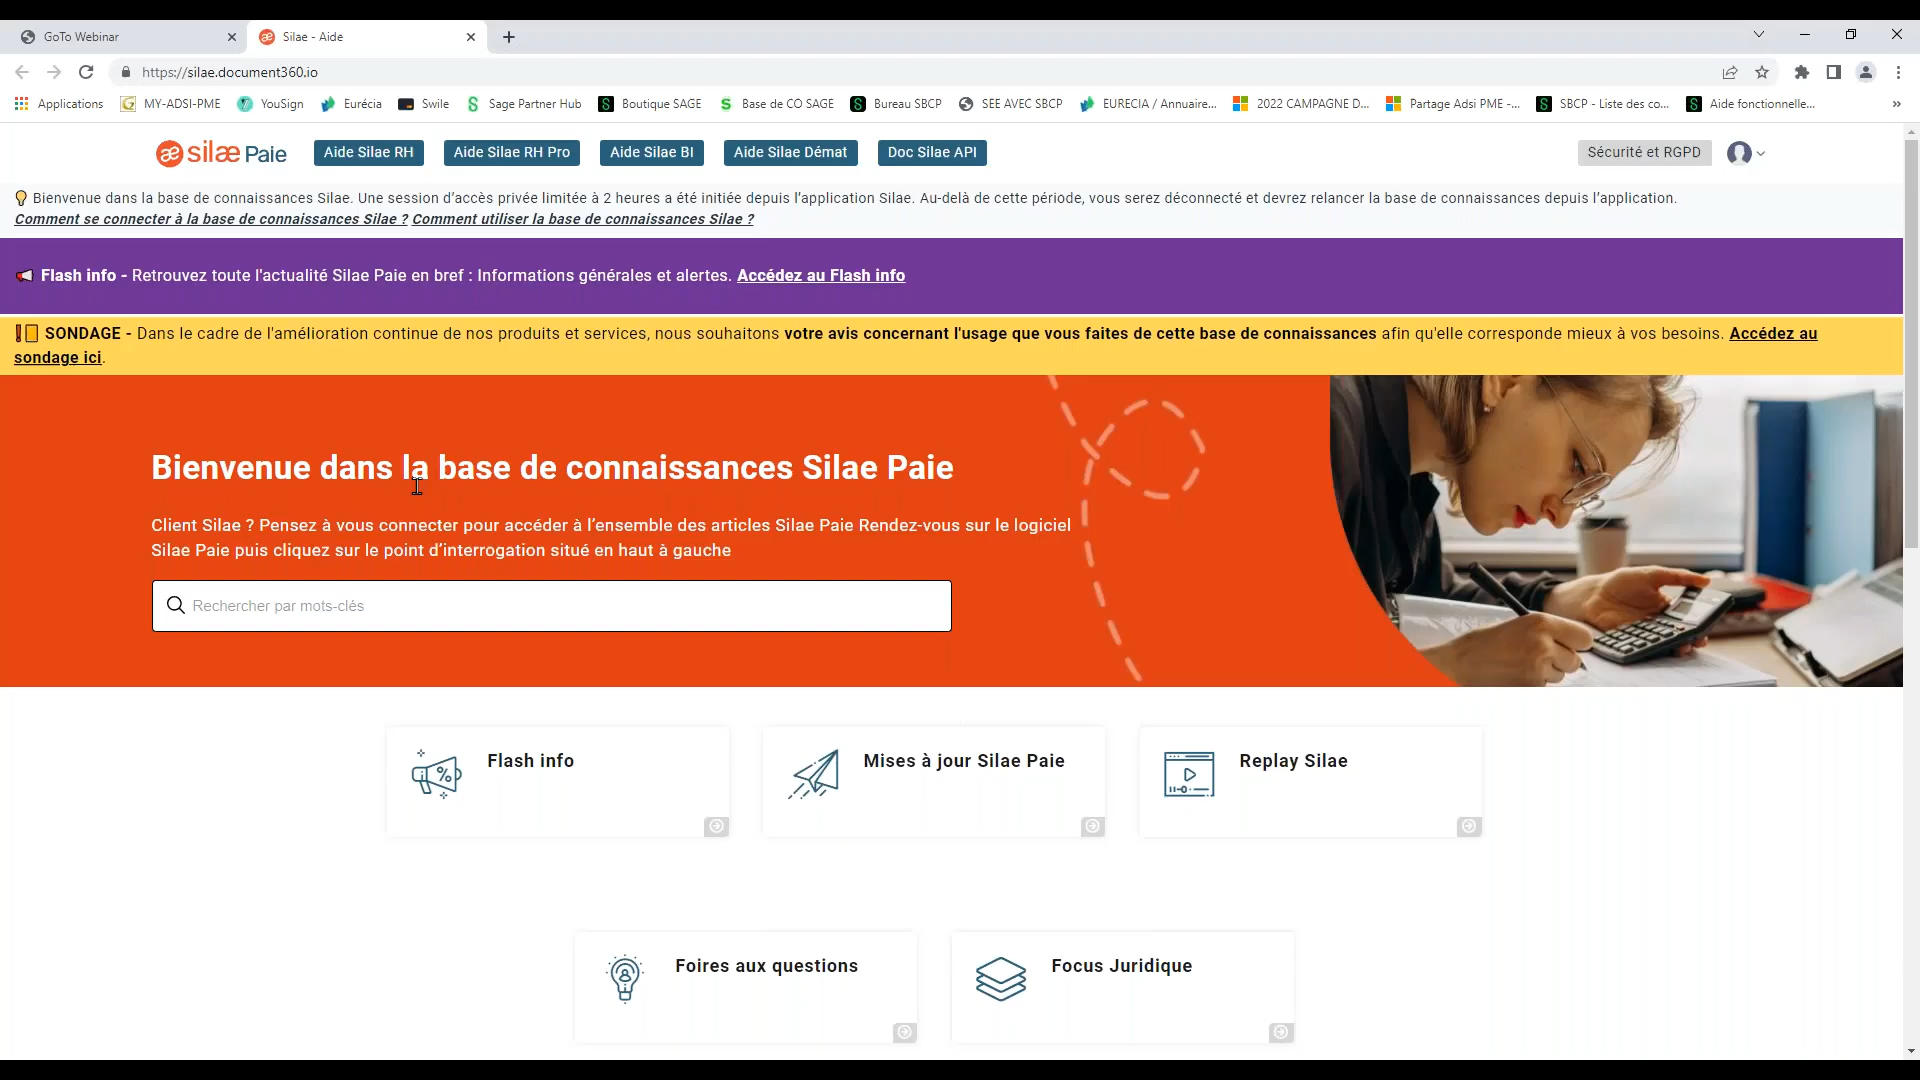 GoTo Webinar
Silae - Aide
https://silae.document360.io
Applications
MY-ADSI-PME
YouSign
Eurécia
Swile
Sage Partner Hub
Boutique SAGE
Base de CO SAGE
Bureau SBCP
SEE AVEC SBCP
EURECIA / Annuaire...
2022 CAMPAGNE D...
Partage Adsi PME -...
SBCP - Liste des co...
Aide fonctionnelle...
silae Paie
Aide Silae RH
Aide Silae RH Pro
Aide Silae BI
Aide Silae Démat
Doc Silae API
Sécurité et RGPD
Bienvenue dans la base de connaissances Silae. Une session d'accès privée limitée à 2 heures a été initiée depuis l'application Silae. Au-delà de cette période, vous serez déconnecté et devrez relancer la base de connaissances depuis l'application.
Comment se connecter à la base de connaissances Silae ? Comment utiliser la base de connaissances Silae ?
Flash info - Retrouvez toute l'actualité Silae Paie en bref : Informations générales et alertes. Accédez au Flash info
SONDAGE - Dans le cadre de l'amélioration continue de nos produits et services, nous souhaitons votre avis concernant l'usage que vous faites de cette base de connaissances afin qu'elle corresponde mieux à vos besoins. Accédez au
sondage ici.
Bienvenue dans la base de connaissances Silae Paie
Client Silae ? Pensez à vous connecter pour accéder à l'ensemble des articles Silae Paie Rendez-vous sur le logiciel
Silae Paie puis cliquez sur le point d'interrogation situé en haut à gauche
Rechercher par mots-clés
Flash info
Mises à jour Silae Paie
Replay Silae
Foires aux questions
Focus Juridique